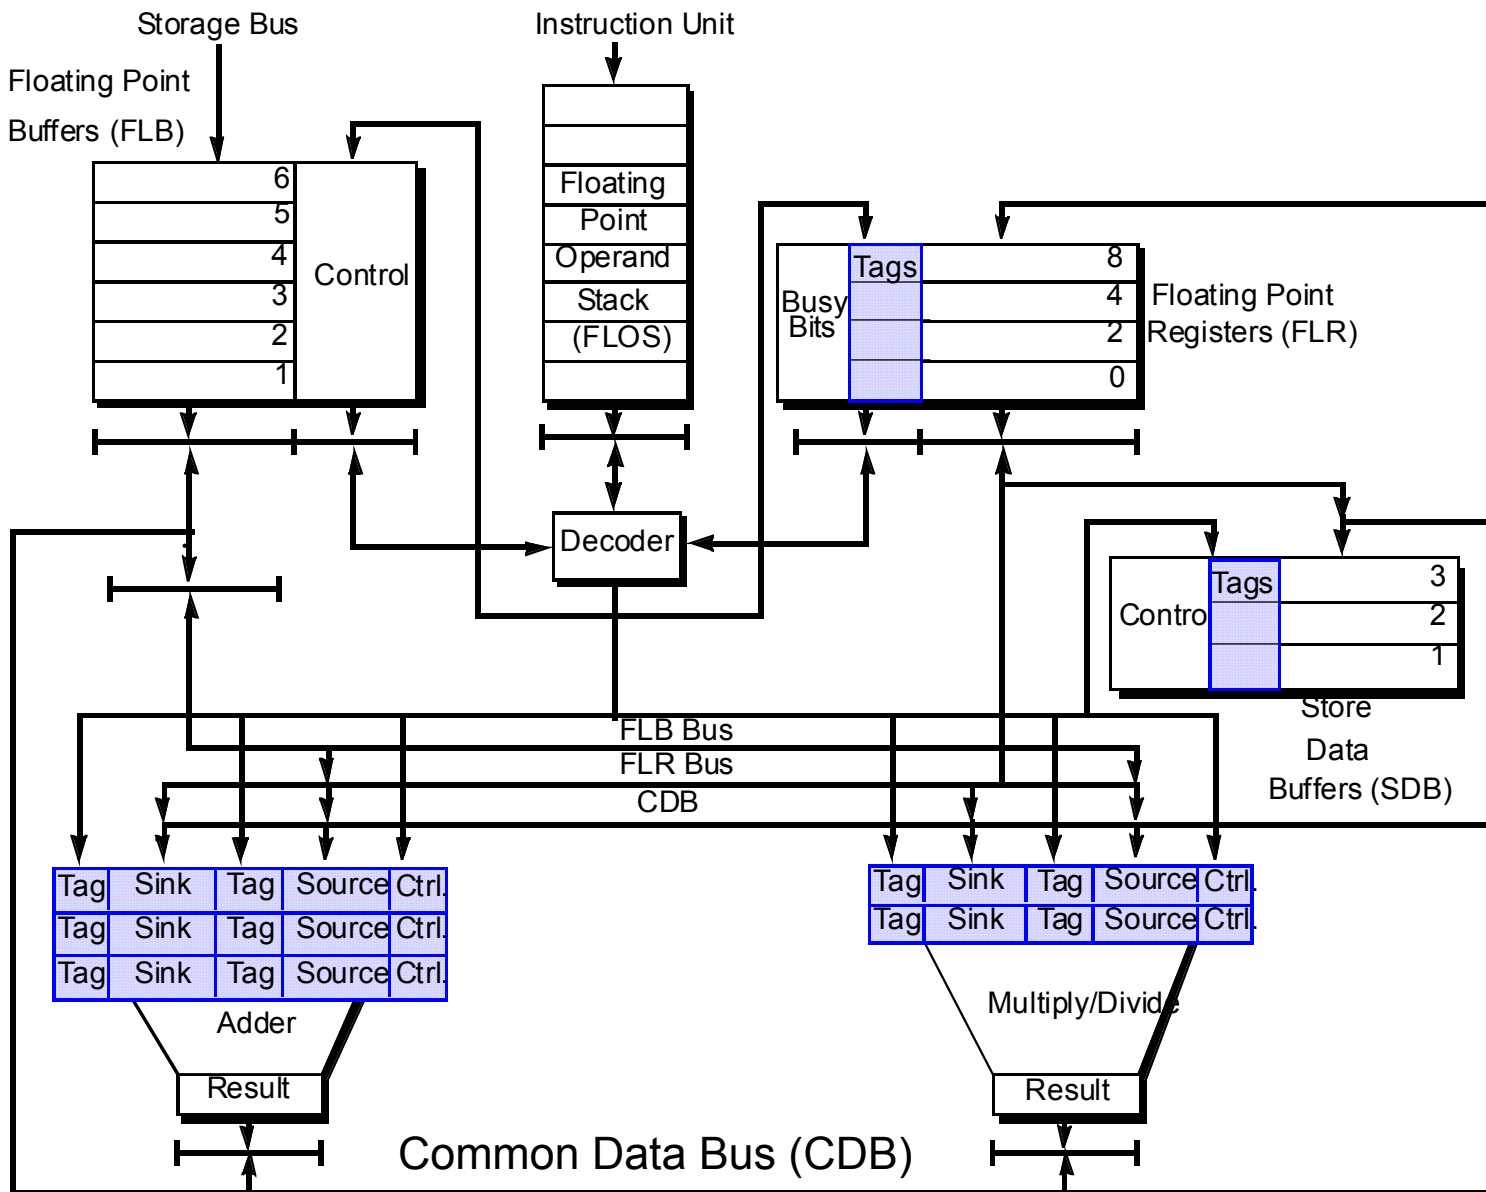 Storage Bus
Instruction Unit
Floating Point
Buffers (FLB)
6
5
4
3
2
1
Control
Floating
Point
Operand
Stack
(FLOS)
Busy
Bits
Tags
8
4
2
0
Floating Point
Registers (FLR)
Decoder
Contro
Tags
3
2
1
Store
Data
Buffers (SDB)
FLB Bus
FLR Bus
CDB
Tag Sink Tag Source Ctrl.
Tag Sink Tag Source Ctrl.
Tag Sink Tag Source Ctrl.
Adder
Result
Tag Sink Tag Source Ctrl.
Tag Sink Tag Source Ctrl.
Multiply/Divide
Result
Common Data Bus (CDB)